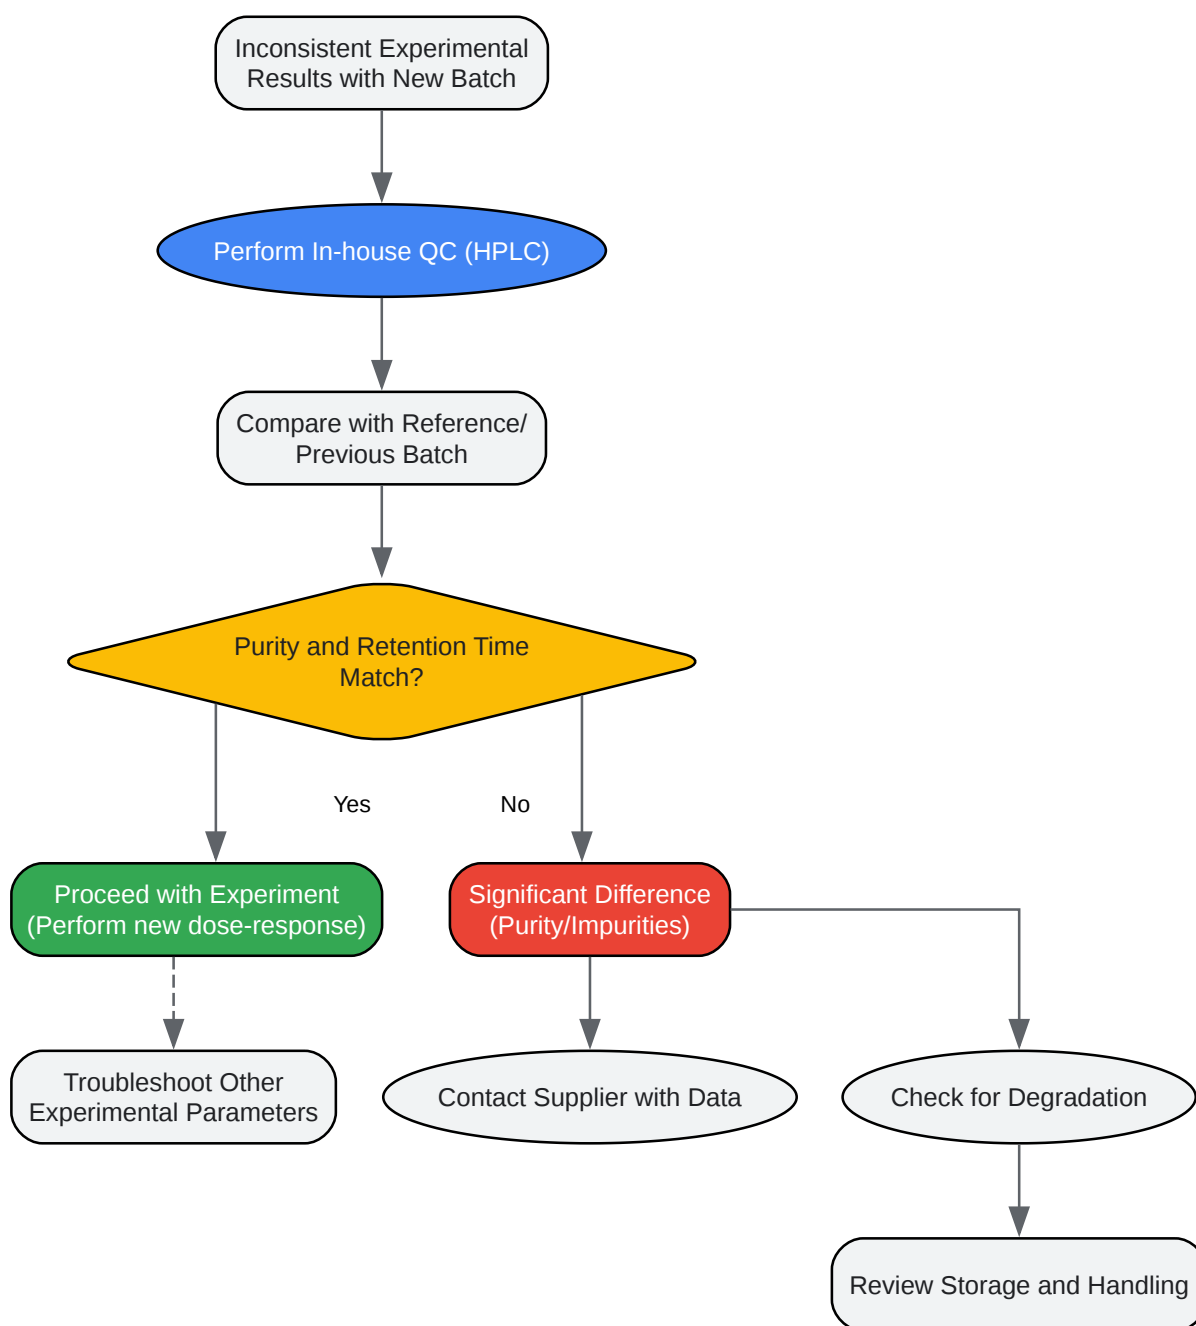 Inconsistent Experimental
Results with New Batch
Perform In-house QC (HPLC)
Compare with Reference/
Previous Batch
Purity and Retention Time
Match?
Yes
No
Proceed with Experiment
(Perform new dose-response)
Significant Difference
(Purity/Impurities)
Troubleshoot Other
Experimental Parameters
Contact Supplier with Data
Check for Degradation
Review Storage and Handling